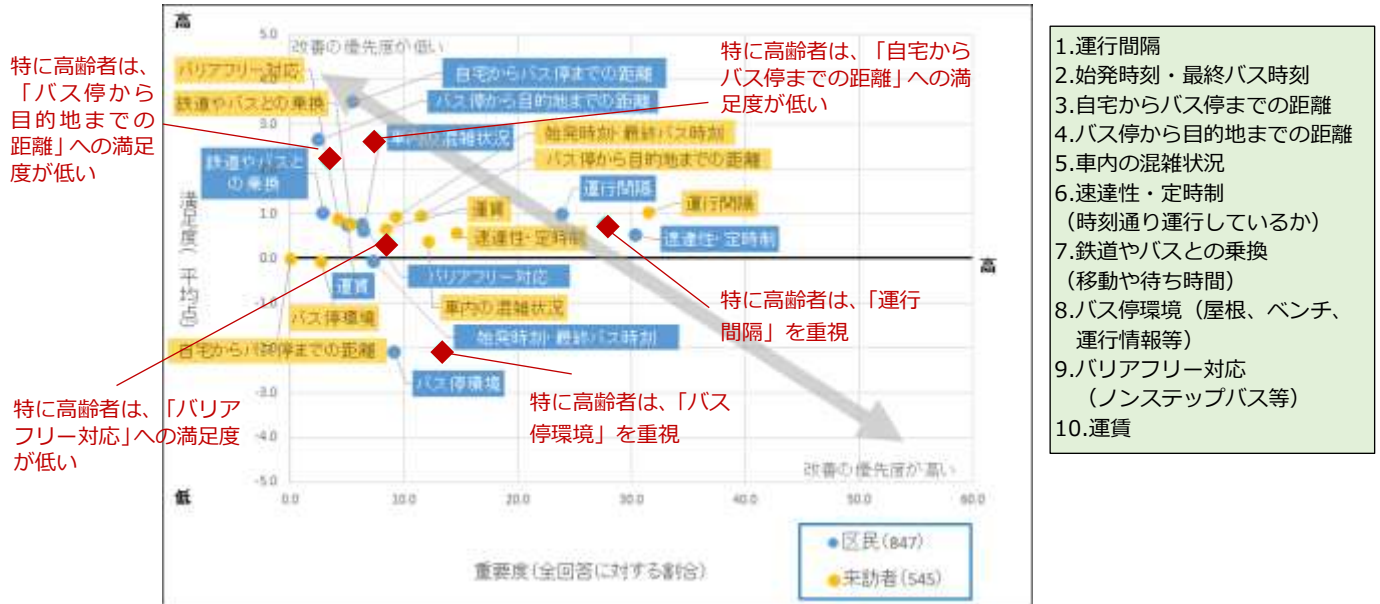 高
5.0
改善の優先度が低い
特に高齢者は、
「バス停から
目的地までの
距離」への満足
度が低い
バリアフリー対応
鉄道やバスとの乗換
自宅からバス停までの距離
バス停から目的地までの距離
特に高齢者は、「自宅から
バス停までの距離」への満
足度が低い
3.0
車内の混雑状況
始発時刻・最終バス時刻
バス停から目的地までの距離
鉄道やバスと
の乗換
運行間隔
運行間隔
運賃
速達性・定時制
速達性・定時制
満足度(平均点)
1.0
0.0
-1.0
-3.0
-4.0
-5.0
高
バリアフリー対応
運賃
車内の混雑状況
バス停環境
始発時刻・最終バス時刻
自宅からバス停までの距離
バス停環境
特に高齢者は、「運行
間隔」を重視
特に高齢者は、「バス
停環境」を重視
特に高齢者は、「バリア
フリー対応」への満足度
が低い
改善の優先度が高い
低
0.0
10.0
20.0
30.0
40.0
50.0
60.0
重要度(全回答に対する割合)
区民(847)
来訪者(545)
1.運行間隔
2.始発時刻・最終バス時刻
3.自宅からバス停までの距離
4.バス停から目的地までの距離
5.車内の混雑状況
6.速達性・定時制
(時刻通り運行しているか)
7.鉄道やバスとの乗換
(移動や待ち時間)
8.バス停環境(屋根、ベンチ、
運行情報等)
9.バリアフリー対応
(ノンステップバス等)
10.運賃